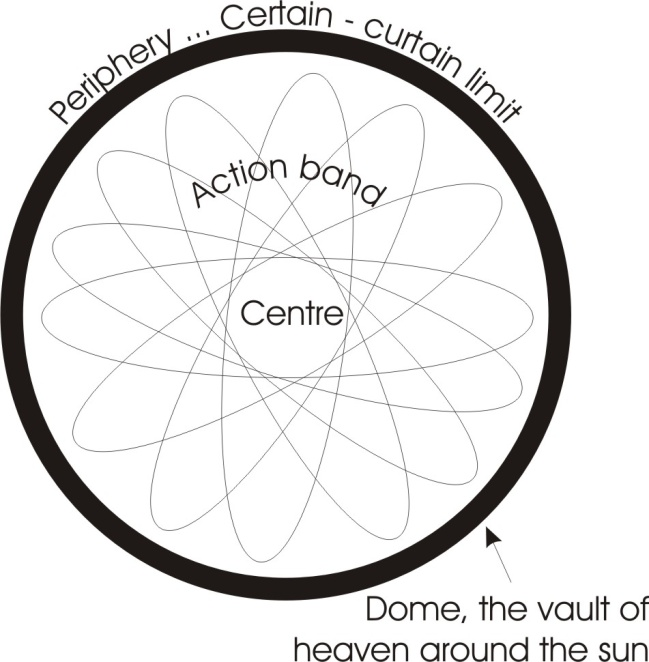 Periphery ... Certain - curtain limit
Action band
Centre
Dome, the vault of
heaven around the sun